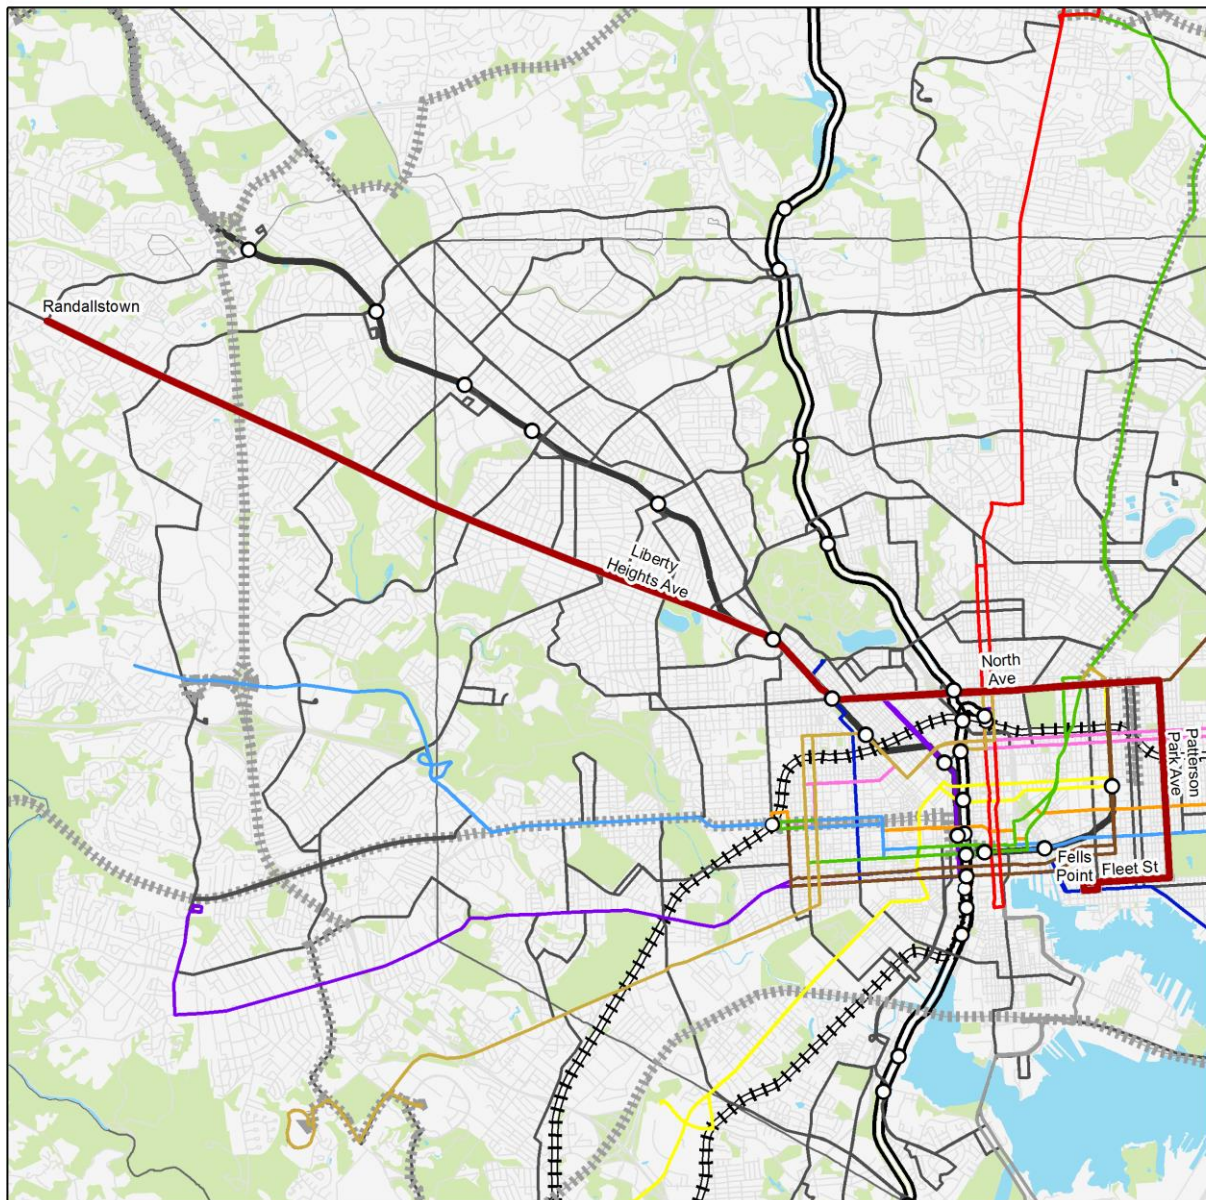 Randallstown
Liberty
Heights Ave
North
Ave
Patterson
Park Ave
Fells
Point
Fleet St